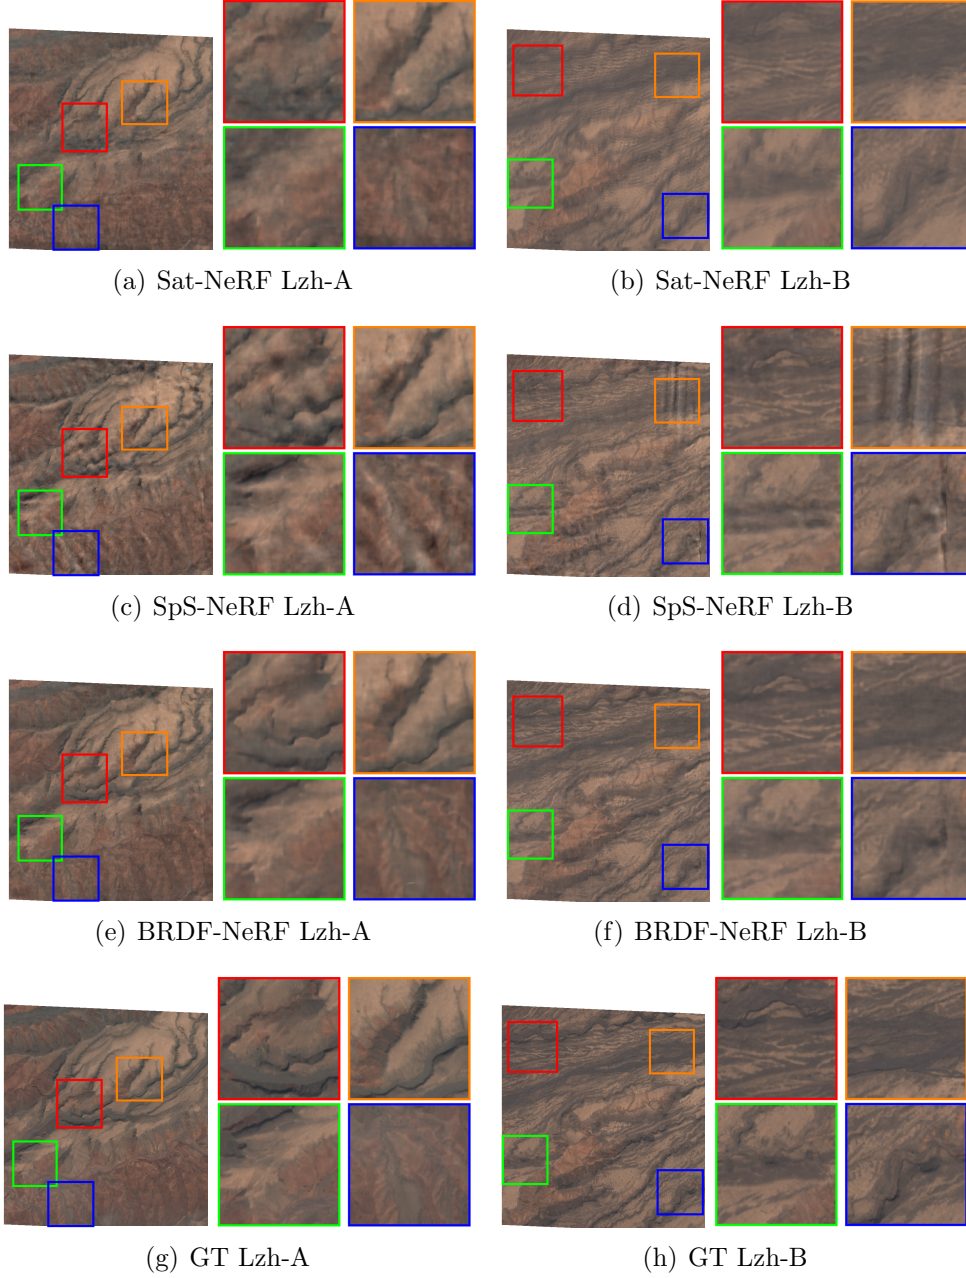 (a) Sat-NeRF Lzh-A
(b) Sat-NeRF Lzh-B
(c) SpS-NeRF Lzh-A
(d) SpS-NeRF Lzh-B
(e) BRDF-NeRF Lzh-A
(f) BRDF-NeRF Lzh-B
(g) GT Lzh-A
(h) GT Lzh-B